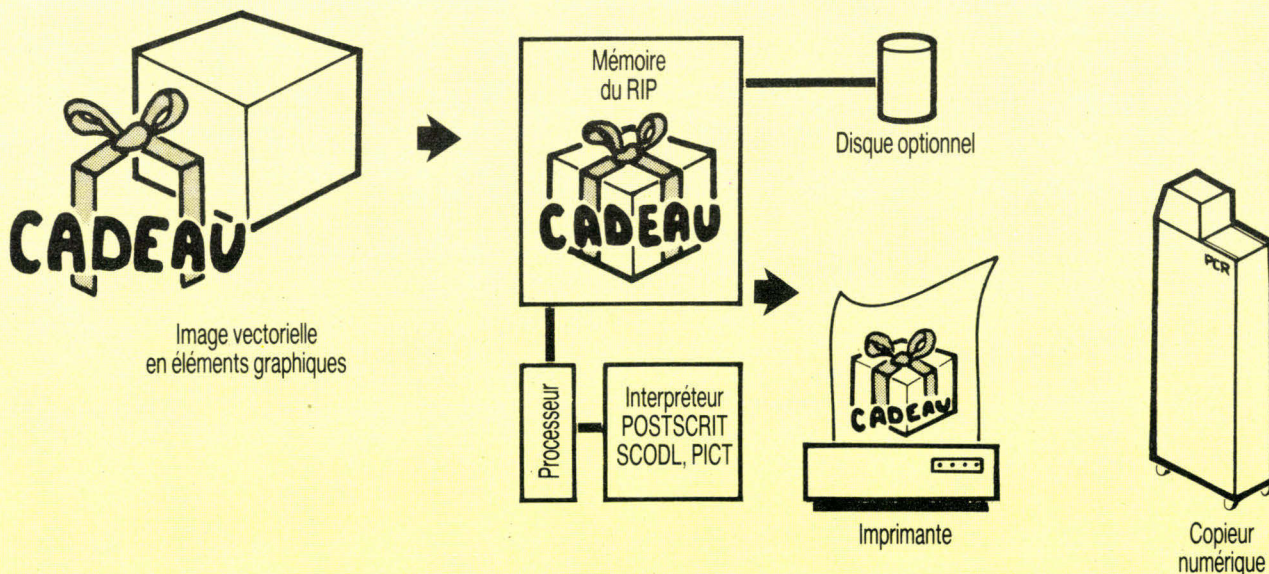 CADEAU
Image vectorielle
en éléments graphiques
Mémoire
du RIP
CADEAU
Disque optionnel
Processeur
Interpréteur
POSTSCRIT
SCODL, PICT
CADEAU
Imprimante
PCR
Copieur
numérique